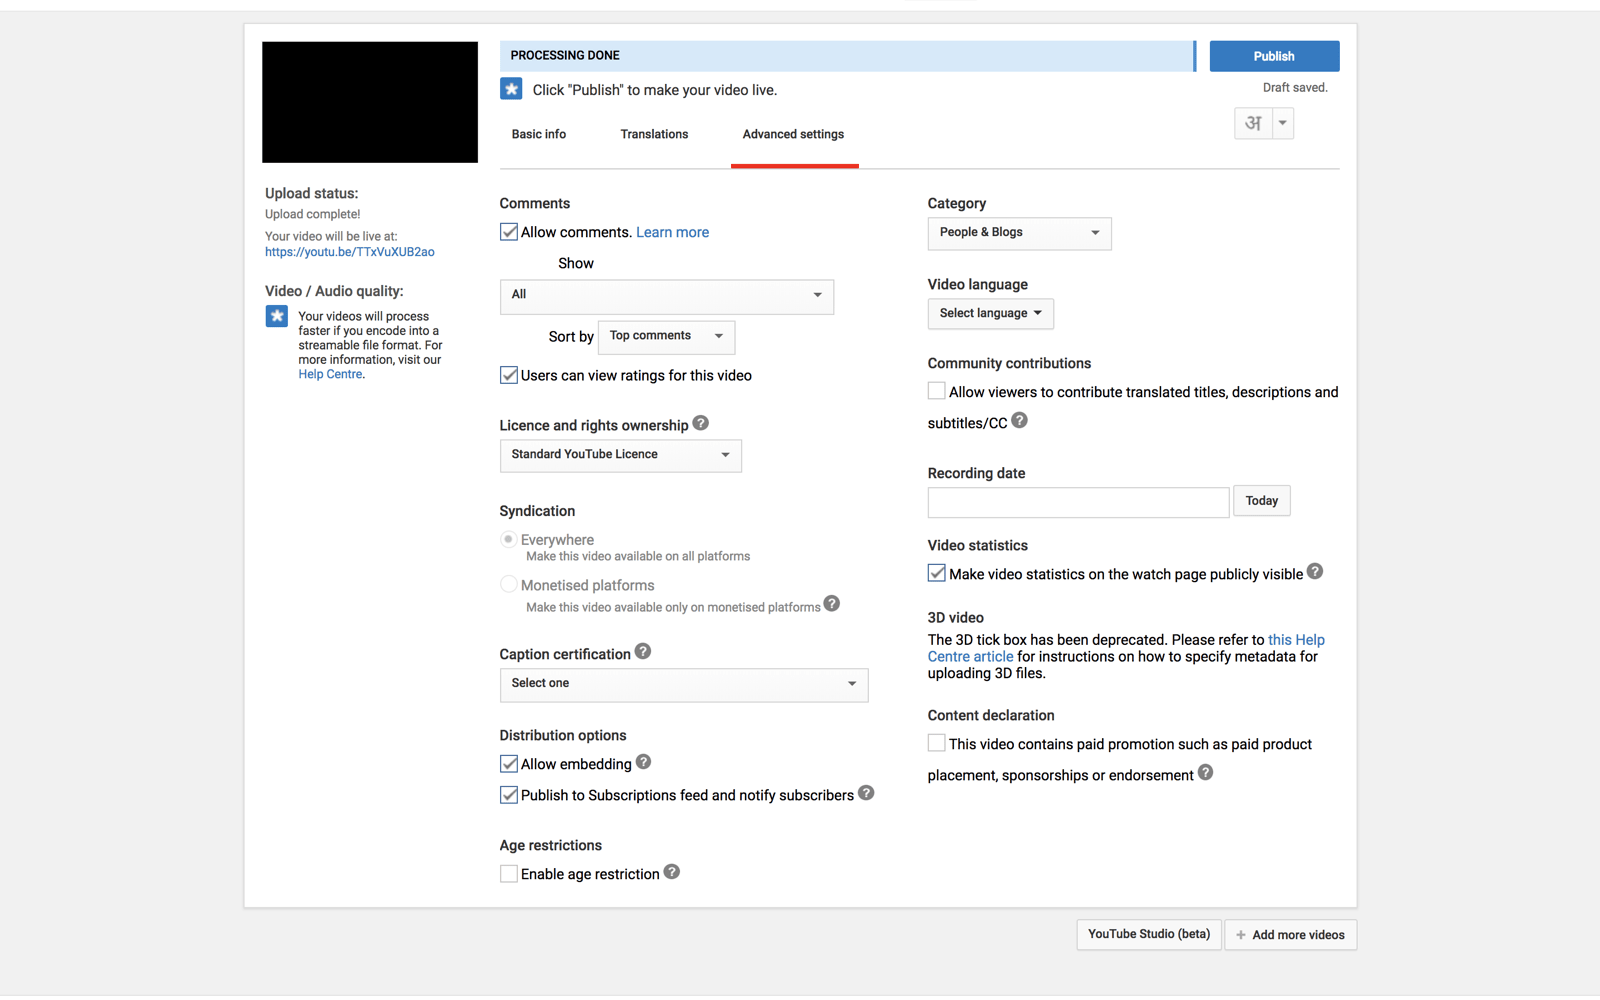 PROCESSING DONE
Publish
Click "Publish" to make your video live.
Draft saved.
अ
Basic info
Translations
Advanced settings
Upload status:
Upload complete!
Your video will be live at:
https://youtu.be/TTxVuXUB2ao
Video / Audio quality:
Your videos will process
faster if you encode into a
streamable file format. For
more information, visit our
Help Centre.
Comments
Allow comments. Learn more
Show
All
Sort by Top comments
Users can view ratings for this video
Licence and rights ownership ?
Standard YouTube Licence
Syndication
Everywhere
Make this video available on all platforms
Monetised platforms
Make this video available only on monetised platforms ?
Caption certification ?
Select one
Distribution options
Allow embedding ?
Publish to Subscriptions feed and notify subscribers ?
Age restrictions
Enable age restriction ?
Category
People & Blogs
Video language
Select language
Community contributions
Allow viewers to contribute translated titles, descriptions and
subtitles/CC ?
Recording date
Today
Video statistics
Make video statistics on the watch page publicly visible ?
3D video
The 3D tick box has been deprecated. Please refer to this Help
Centre article for instructions on how to specify metadata for
uploading 3D files.
Content declaration
This video contains paid promotion such as paid product
placement, sponsorships or endorsement ?
YouTube Studio (beta)
+ Add more videos